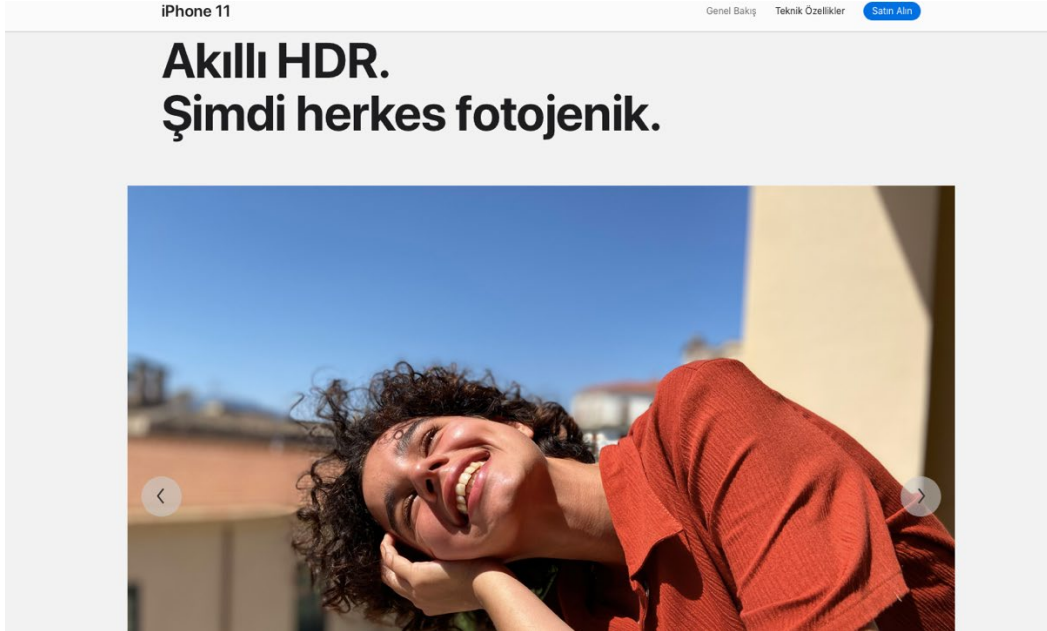 iPhone 11
Genel Bakış Teknik Özellikler Satın Alın
Akıllı HDR.
Şimdi herkes fotojenik.